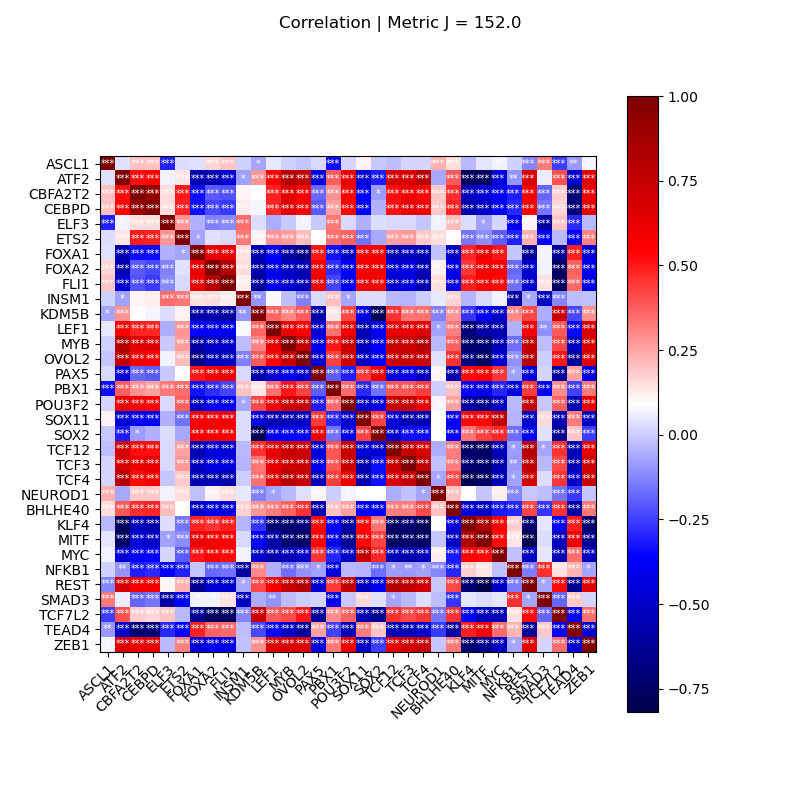 Correlation | Metric J = 152.0
ASCL1
ATF2
CBFA2T2
CEBPD
ELF3
ETS2
FOXA1
FOXA2
FLI1
INSM1
KDM5B
LEF1
MYB
OVOL2
PAX5
PBX1
POU3F2
SOX11
SOX2
TCF12
TCF3
TCF4
NEUROD1
BHLHE40
KLF4
MITF
MYC
NFKB1
REST
SMAD3
TCF7L2
TEAD4
ZEB1
ASCL1
ATF2
CBFA2T2
CEBPD
ELF3
ETS2
FOXA1
FOXA2
FLI1
INSM1
KDM5B
LEF1
MYB
OVOL2
PAX5
PBX1
POU3F2
SOX11
SOX2
TCF12
TCF3
TCF4
NEUROD1
BHLHE40
KLF4
MITF
MYC
NFKB1
REST
SMAD3
TCF7L2
TEAD4
ZEB1
1.00
0.75
0.50
0.25
0.00
−0.25
−0.50
−0.75